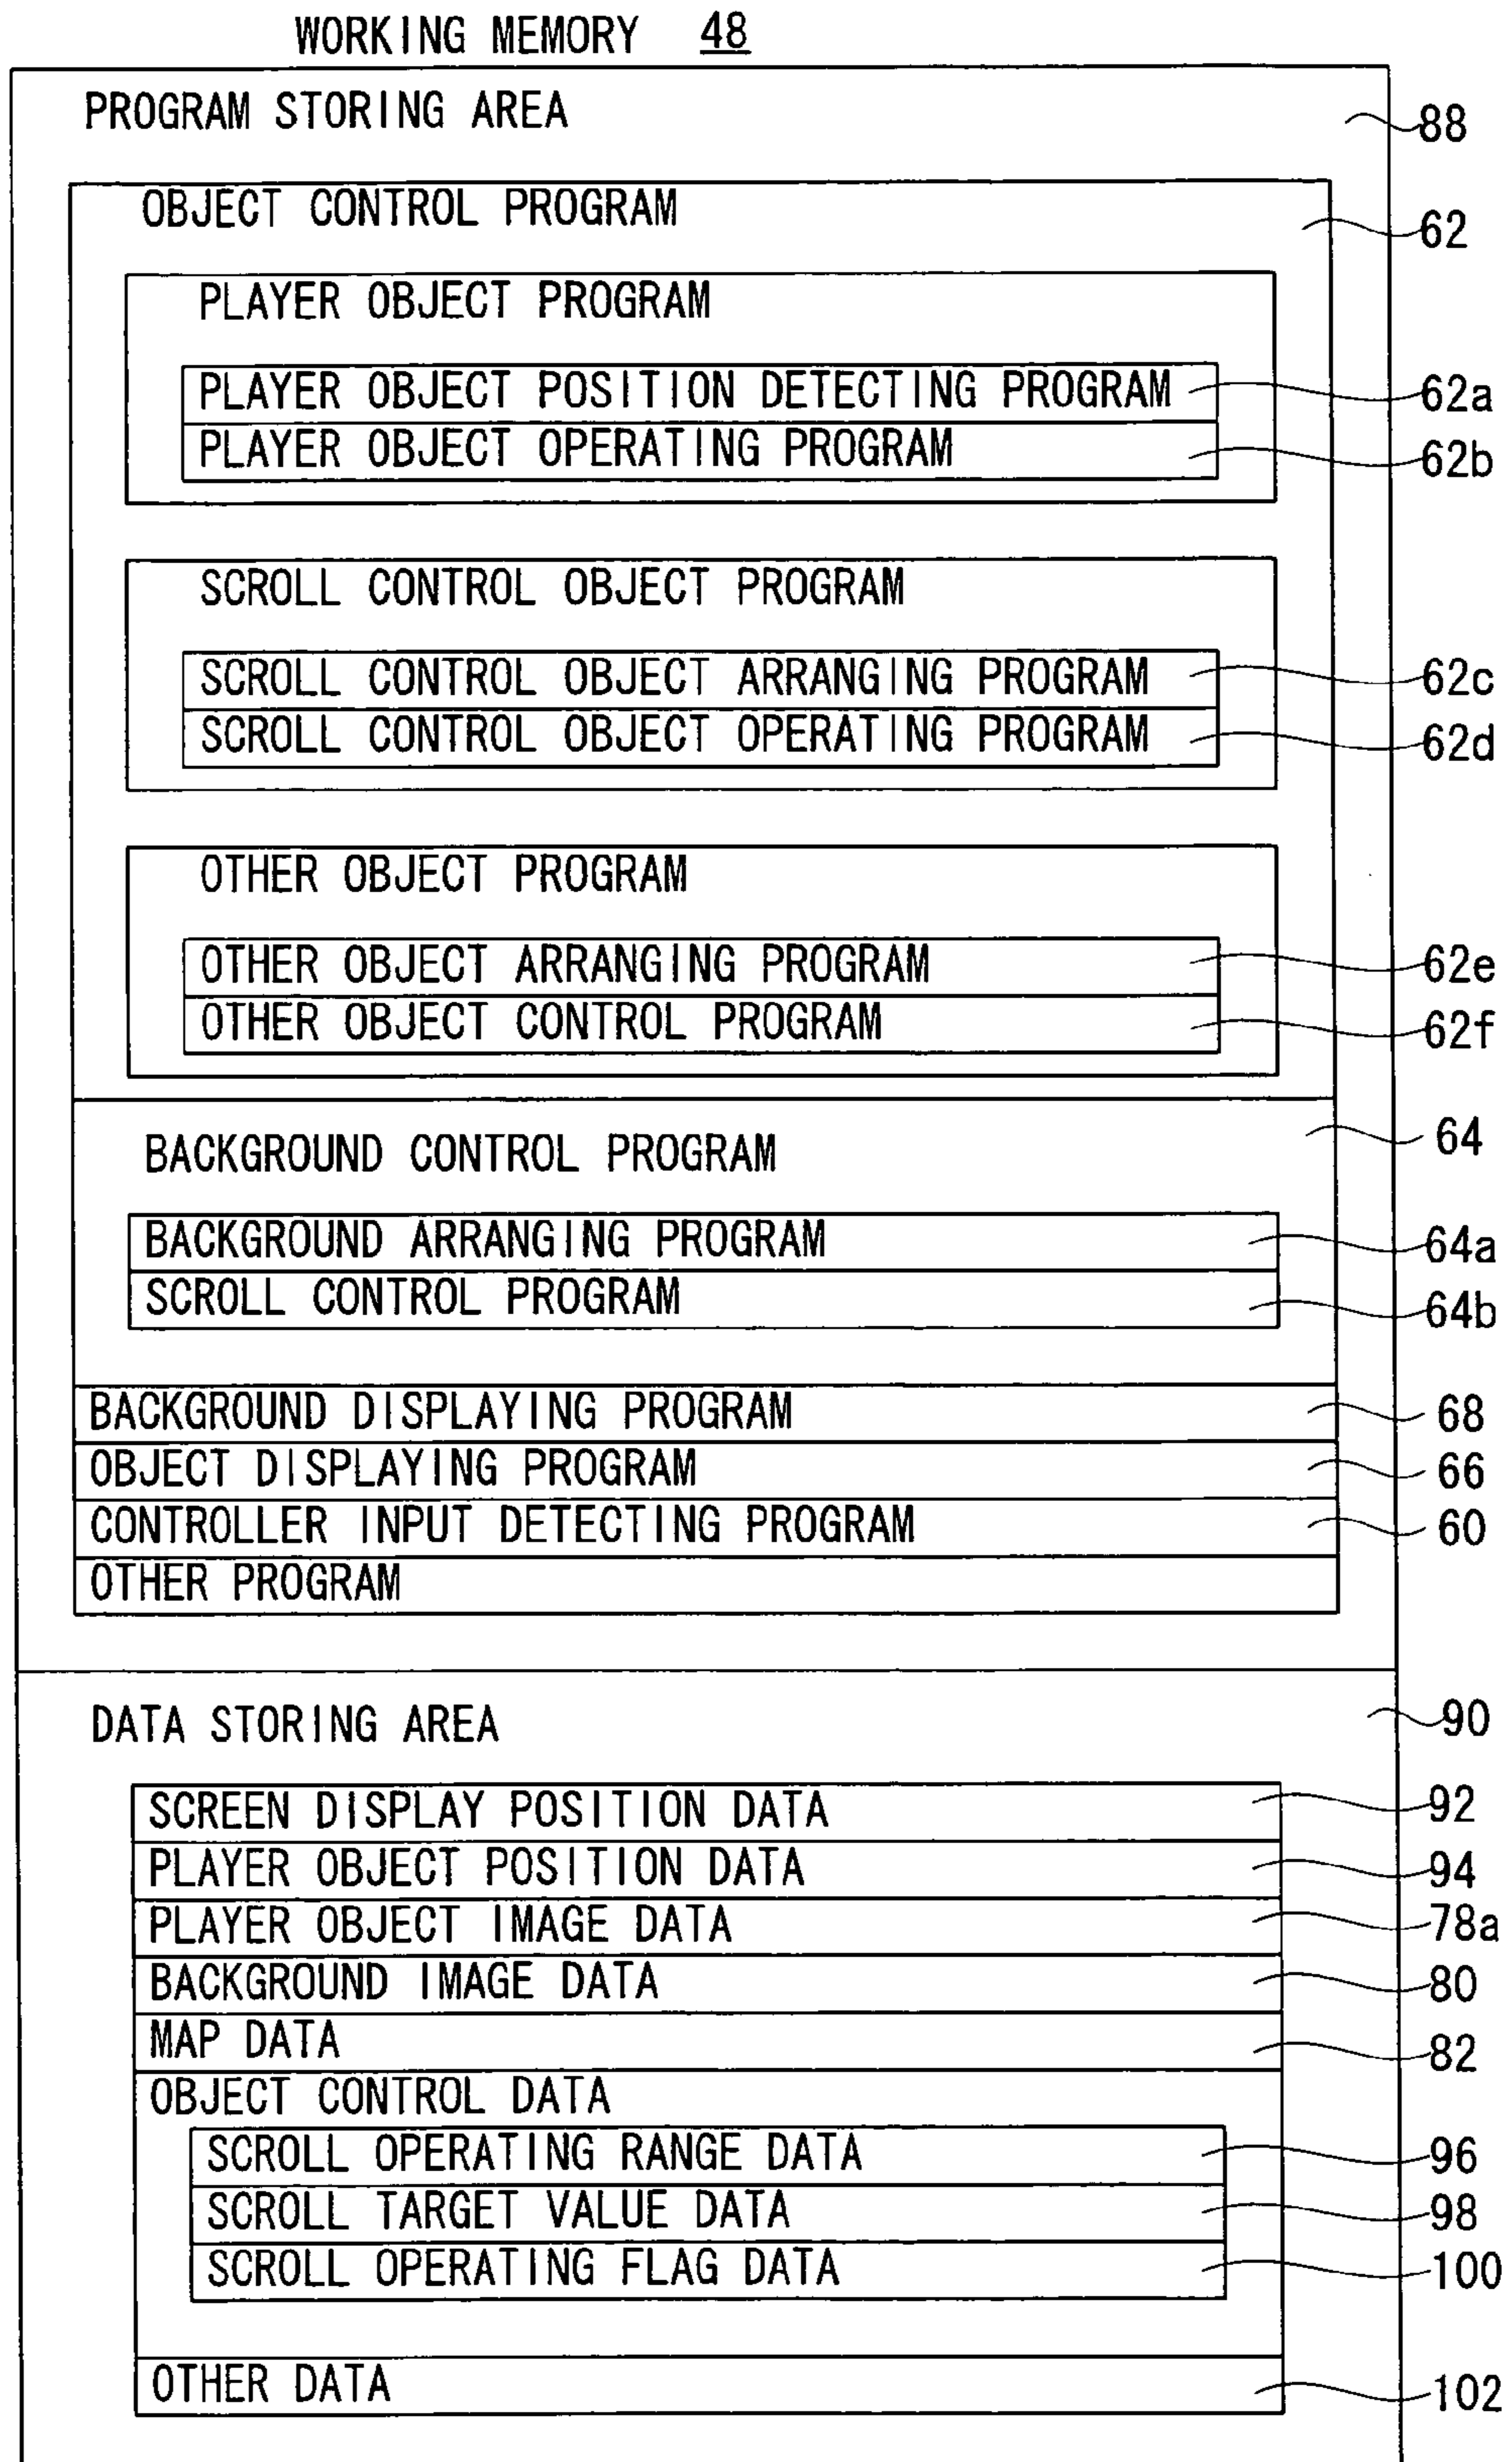 WORKING MEMORY 48
PROGRAM STORING AREA 88
OBJECT CONTROL PROGRAM 62
PLAYER OBJECT PROGRAM
PLAYER OBJECT POSITION DETECTING PROGRAM 62a
PLAYER OBJECT OPERATING PROGRAM 62b
SCROLL CONTROL OBJECT PROGRAM
SCROLL CONTROL OBJECT ARRANGING PROGRAM 62c
SCROLL CONTROL OBJECT OPERATING PROGRAM 62d
OTHER OBJECT PROGRAM
OTHER OBJECT ARRANGING PROGRAM 62e
OTHER OBJECT CONTROL PROGRAM 62f
BACKGROUND CONTROL PROGRAM 64
BACKGROUND ARRANGING PROGRAM 64a
SCROLL CONTROL PROGRAM 64b
BACKGROUND DISPLAYING PROGRAM 68
OBJECT DISPLAYING PROGRAM 66
CONTROLLER INPUT DETECTING PROGRAM 60
OTHER PROGRAM
DATA STORING AREA 90
SCREEN DISPLAY POSITION DATA 92
PLAYER OBJECT POSITION DATA 94
PLAYER OBJECT IMAGE DATA 78a
BACKGROUND IMAGE DATA 80
MAP DATA 82
OBJECT CONTROL DATA
SCROLL OPERATING RANGE DATA 96
SCROLL TARGET VALUE DATA 98
SCROLL OPERATING FLAG DATA 100
OTHER DATA 102